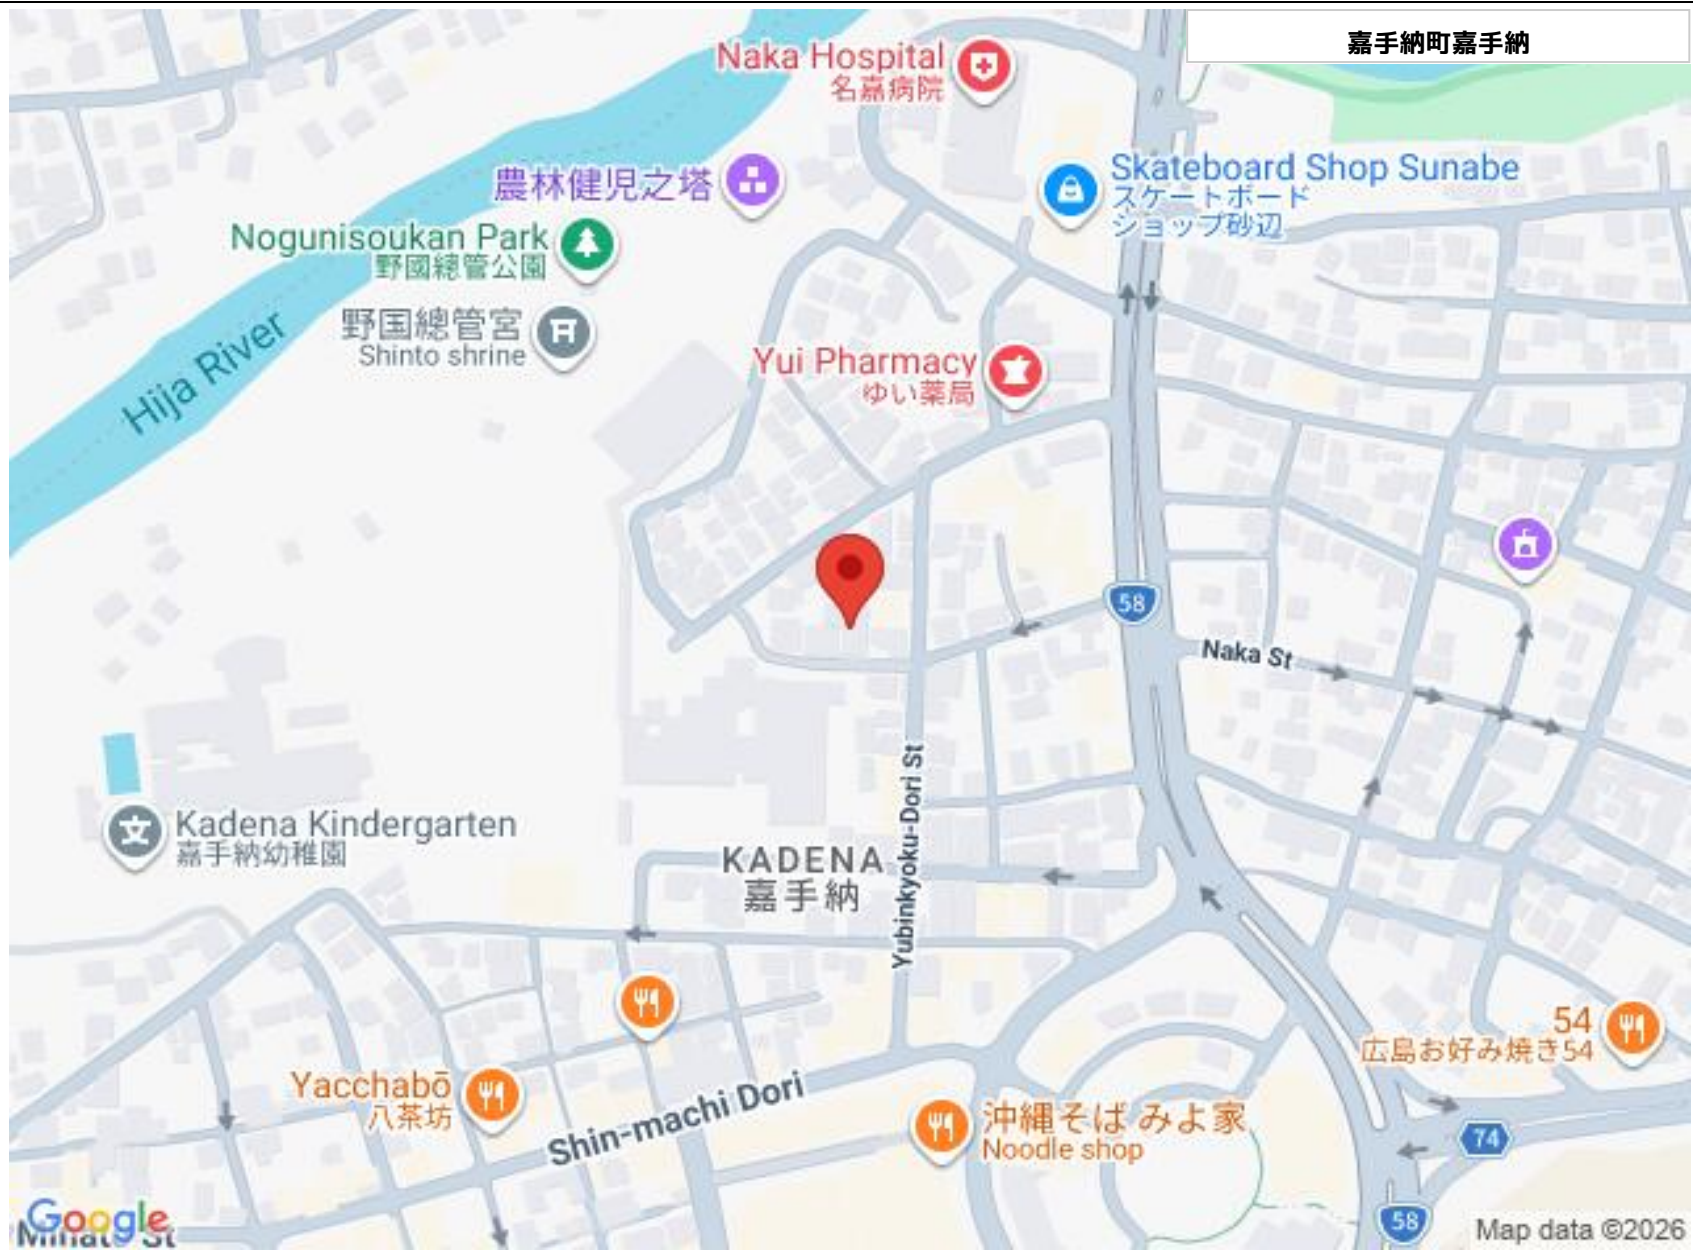 嘉手納町嘉手納
Naka Hospital
名嘉病院
Skateboard Shop Sunabe
スケートボード
ショップ砂辺
農林健児之塔
Nogunisoukan Park
野國總管公園
野国總管宮
Shinto shrine
Hija River
Yui Pharmacy
ゆい薬局
58
Naka St
Yubinkyoku-Dori St
Kadena Kindergarten
嘉手納幼稚園
KADENA
嘉手納
54
広島お好み焼き54
Yacchabō
八茶坊
Shin-machi Dori
沖縄そば みよ家
Noodle shop
74
58
Google
Minato St
Map data ©2026